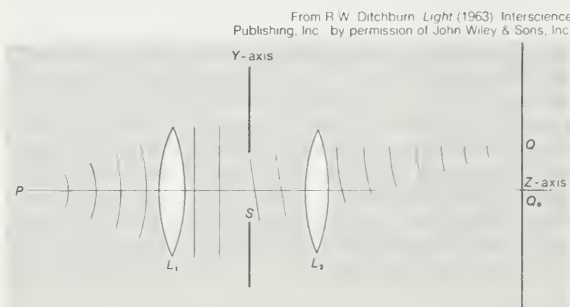 From R W Ditchburn Light (1963) Interscience
Publishing, Inc by permission of John Wiley & Sons, Inc
Y-axis
Q
P
Z-axis
Q₀
S
L₁
L₂